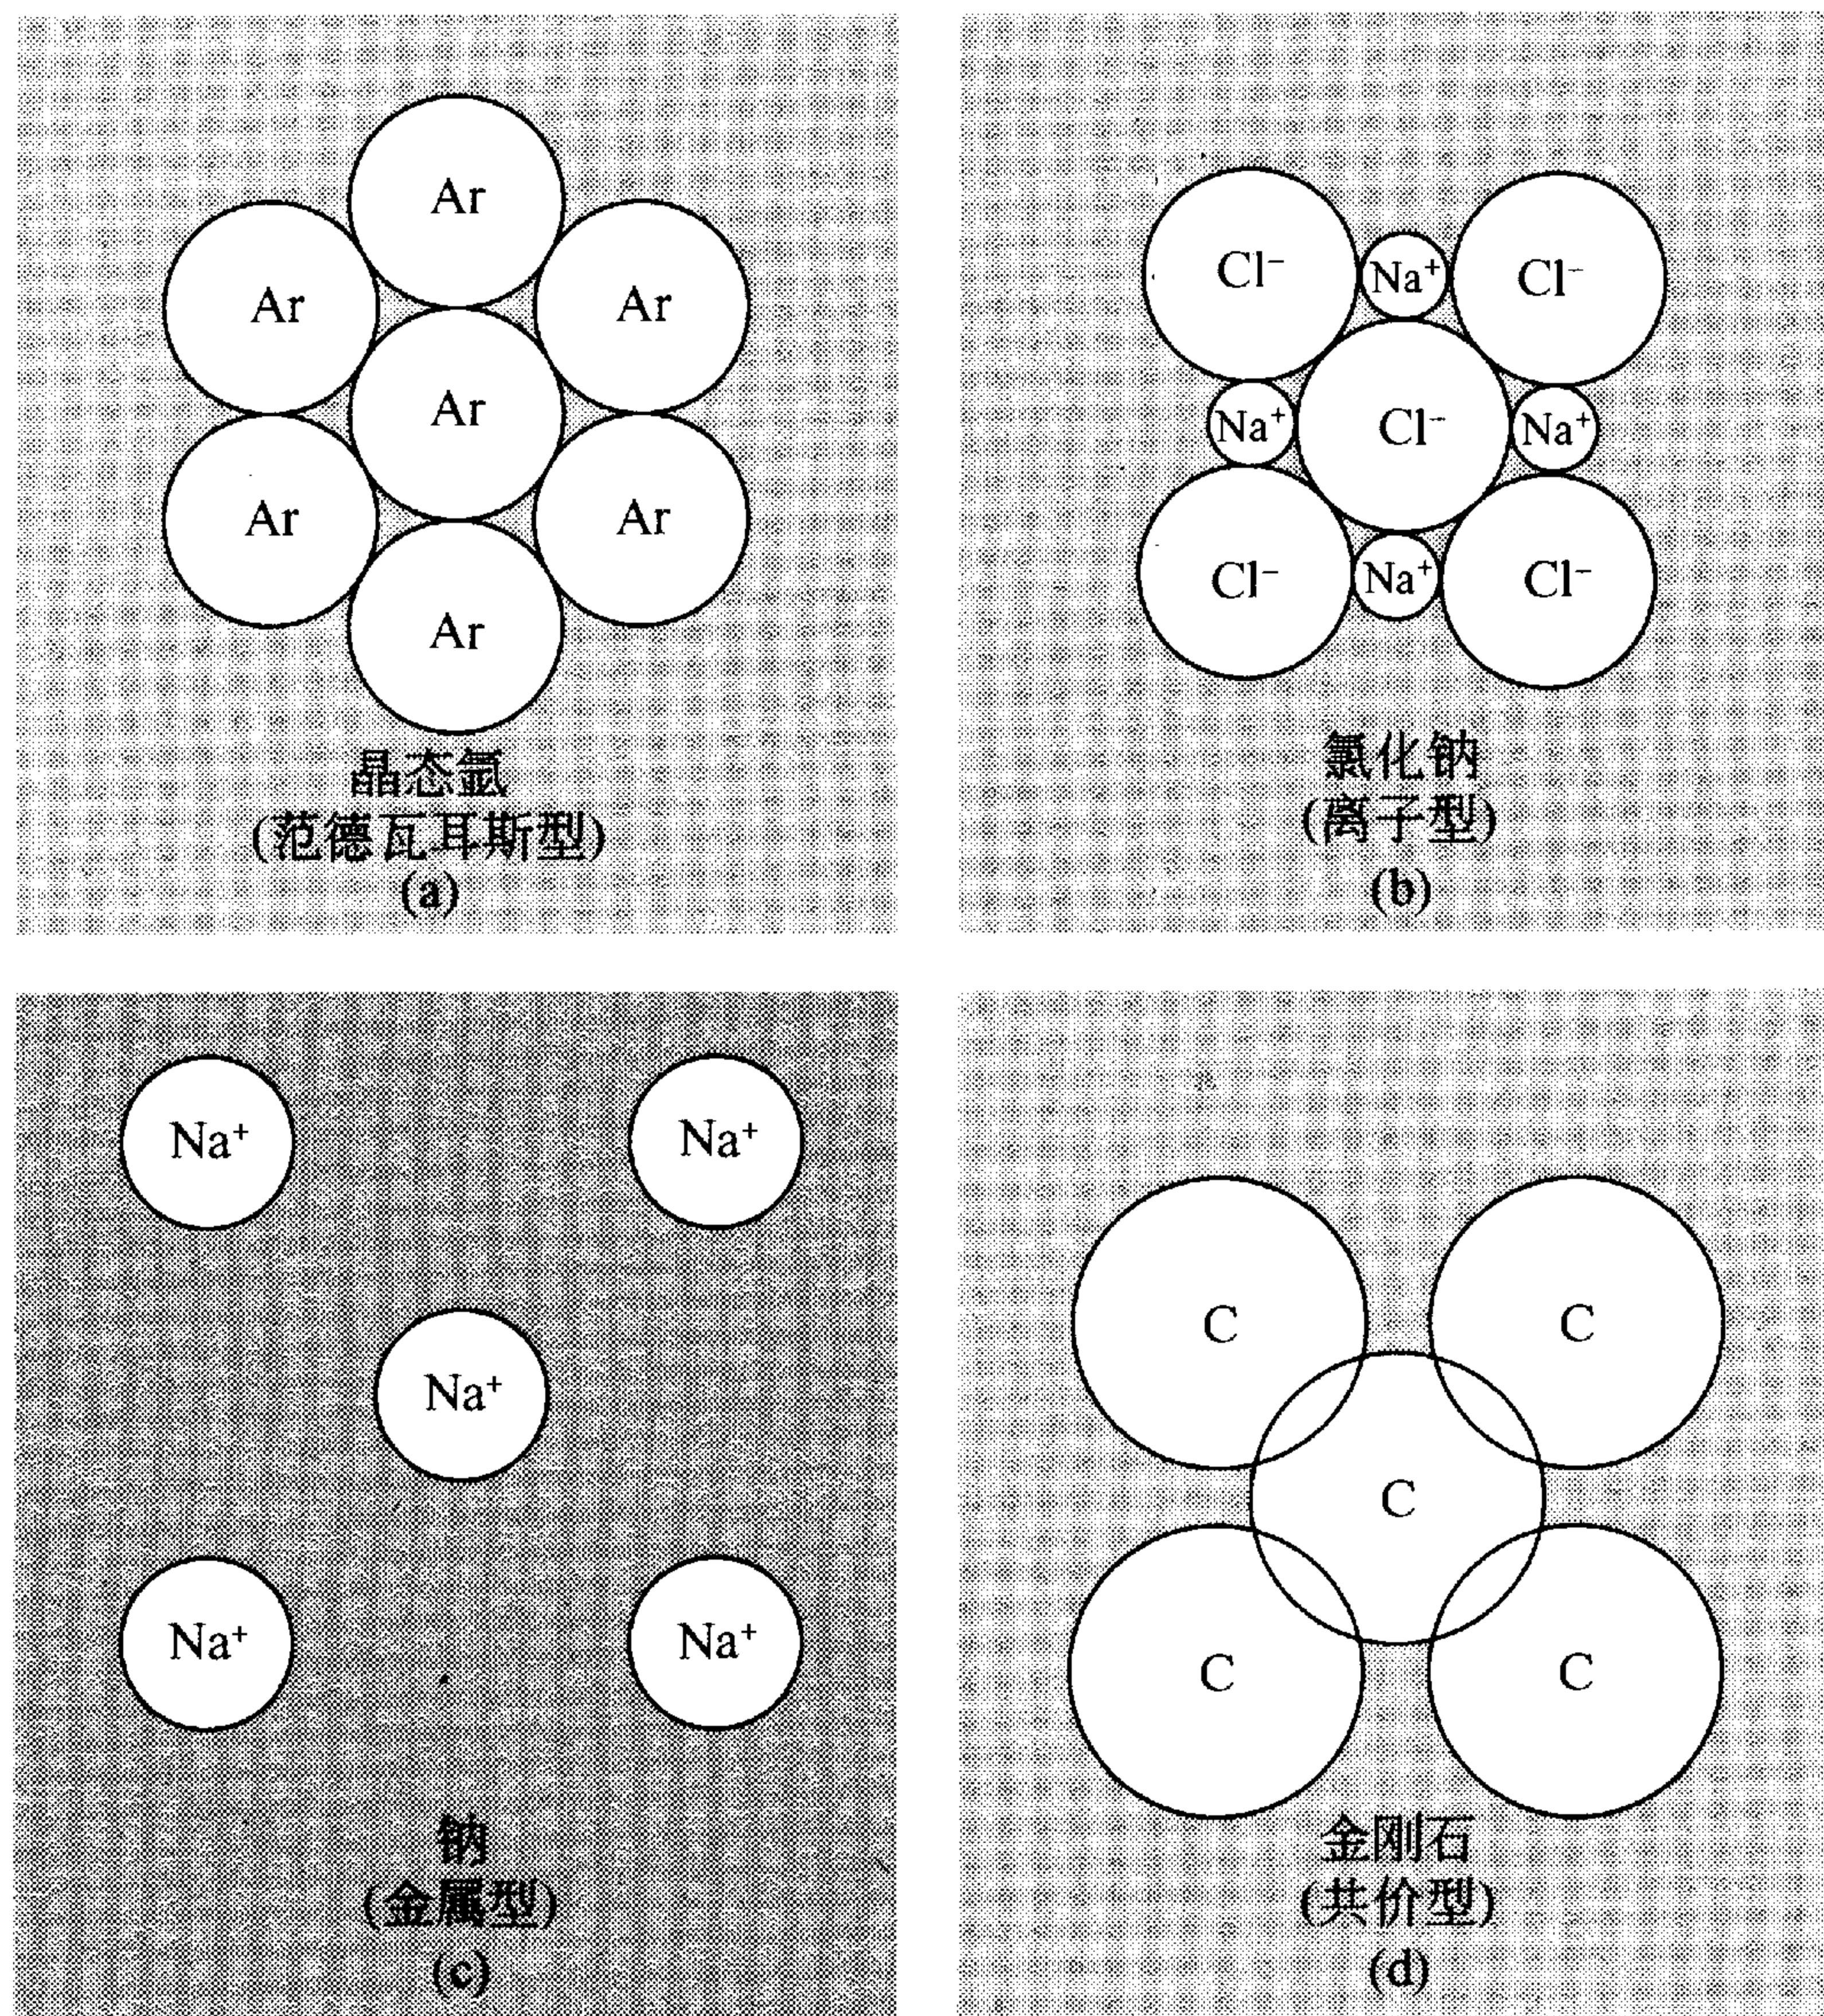 Ar
Ar
Ar
Ar
Ar
Ar
Ar
晶态氩
(范德瓦耳斯型)
(a)
Cl⁻
Na⁺
Cl⁻
Na⁺
Cl⁻
Na⁺
Cl⁻
Na⁺
Cl⁻
氯化钠
(离子型)
(b)
Na⁺
Na⁺
Na⁺
Na⁺
Na⁺
钠
(金属型)
(c)
C
C
C
C
C
金刚石
(共价型)
(d)